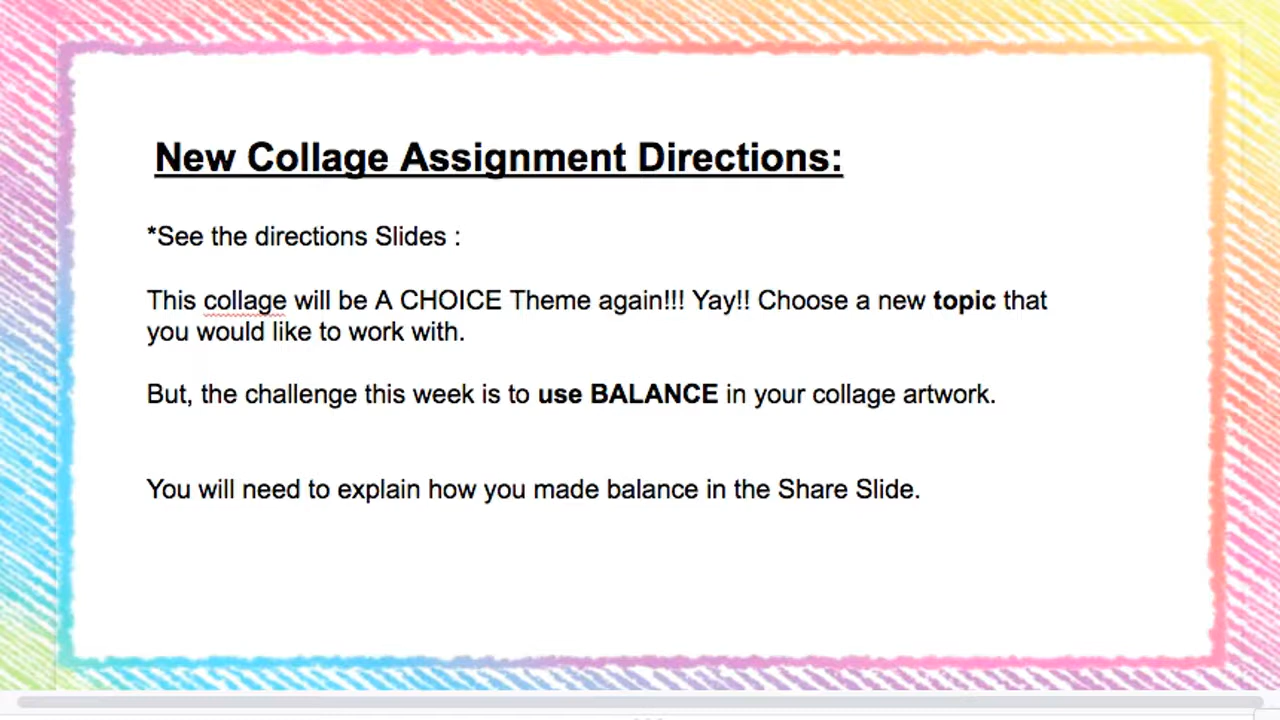 New Collage Assignment Directions:
*See the directions Slides :
This collage will be A CHOICE Theme again!!! Yay!! Choose a new topic that
you would like to work with.
But, the challenge this week is to use BALANCE in your collage artwork.
You will need to explain how you made balance in the Share Slide.